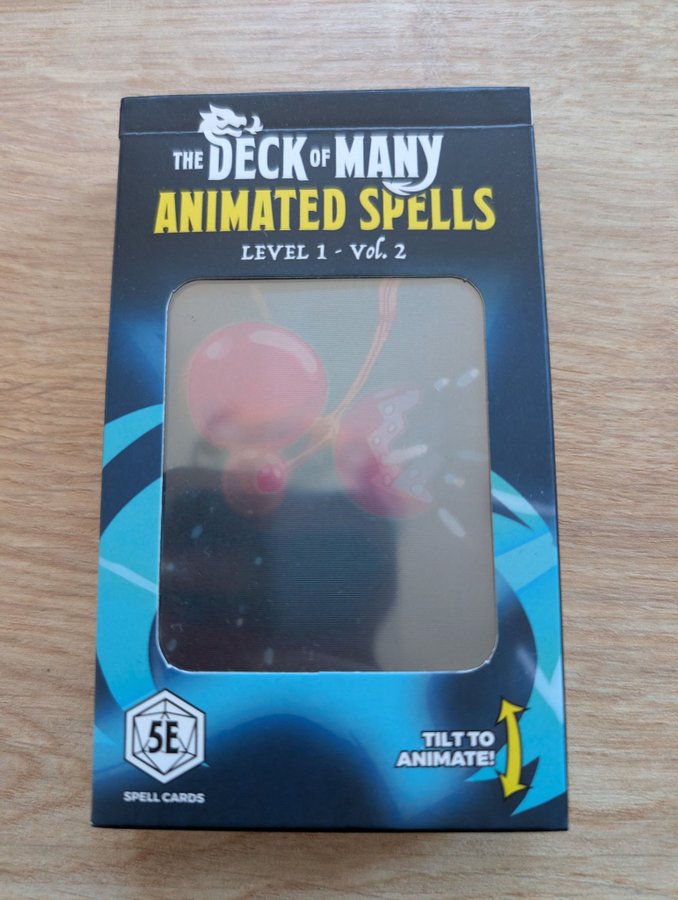 THE DECK OF MANY
ANIMATED SPELLS
LEVEL 1 - Vol. 2
5E
SPELL CARDS
TILT TO
ANIMATE!